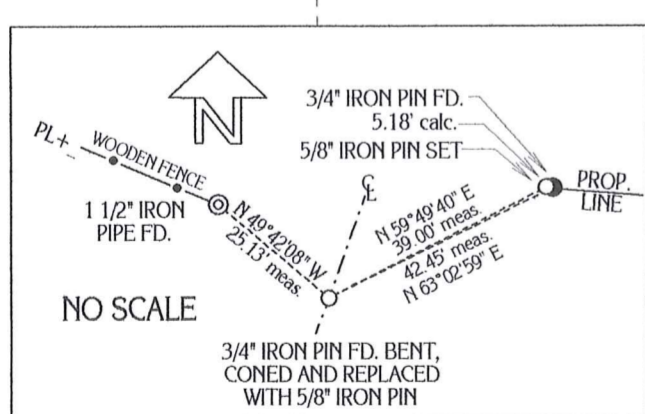 N
3/4" IRON PIN FD.
5.18' calc.
5/8" IRON PIN SET
PL+_
WOODEN FENCE
1 1/2" IRON
PIPE FD.
N 49°42'08" W
25.13' meas.
CL
N 59°49'40" E
39.00' meas.
42.45' meas.
N 63°02'59" E
PROP.
LINE
NO SCALE
3/4" IRON PIN FD. BENT,
CONED AND REPLACED
WITH 5/8" IRON PIN